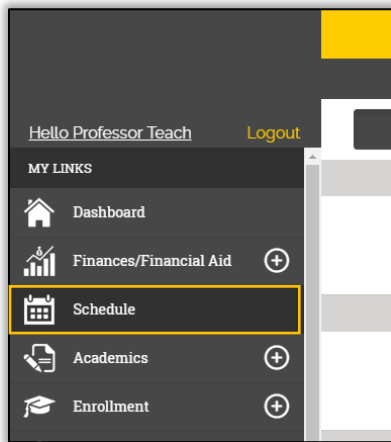 Hello Professor Teach Logout
MY LINKS
Dashboard
Finances/Financial Aid
Schedule
Academics
Enrollment